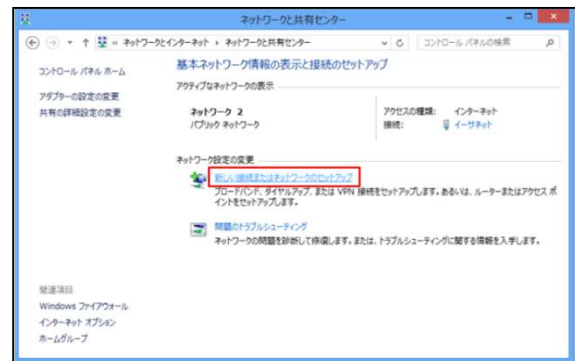 ネットワークと共有センター
« ネットワークとインターネット ▸ ネットワークと共有センター
コントロール パネルの検索
コントロール パネル ホーム
アダプターの設定の変更
共有の詳細設定の変更
基本ネットワーク情報の表示と接続のセットアップ
アクティブなネットワークの表示
ネットワーク 2
パブリック ネットワーク
アクセスの種類: インターネット
接続: イーサネット
ネットワーク設定の変更
新しい接続またはネットワークのセットアップ
ブロードバンド、ダイヤルアップ、または VPN 接続をセットアップします。あるいは、ルーターまたはアクセス ポ
イントをセットアップします。
問題のトラブルシューティング
ネットワークの問題を診断して修復します。または、トラブルシューティングに関する情報を入手します。
関連項目
Windows ファイアウォール
インターネット オプション
ホームグループ